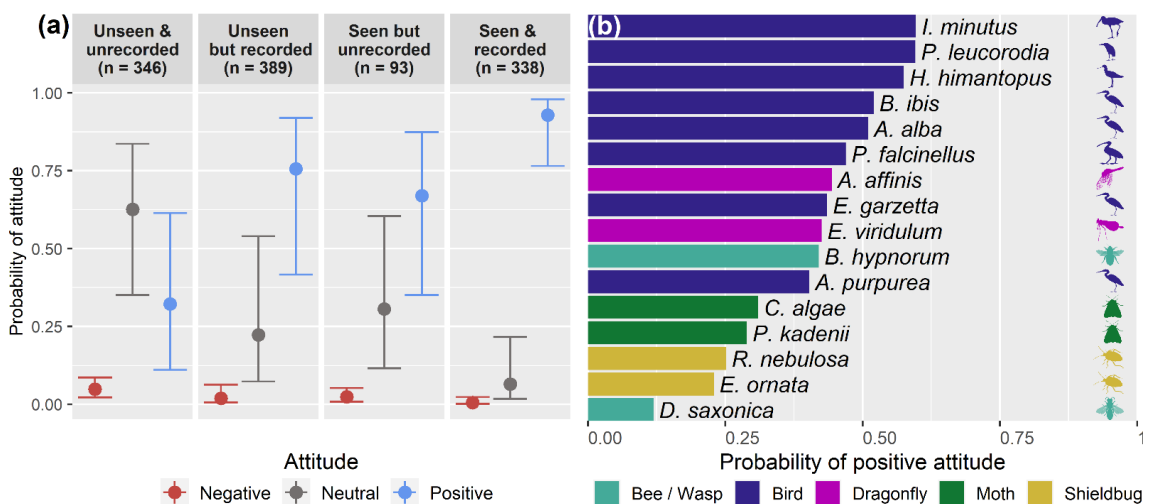 (a)
Unseen &
unrecorded
(n = 346)
Unseen
but recorded
(n = 389)
Seen but
unrecorded
(n = 93)
Seen &
recorded
(n = 338)
Probability of attitude
1.00
0.75
0.50
0.25
0.00
Attitude
Negative
Neutral
Positive
(b)
I. minutus
P. leucorodia
H. himantopus
B. ibis
A. alba
P. falcinellus
A. affinis
E. garzetta
E. viridulum
B. hypnorum
A. purpurea
C. algae
P. kadenii
R. nebulosa
E. ornata
D. saxonica
0.00 0.25 0.50 0.75 1
Probability of positive attitude
Bee / Wasp
Bird
Dragonfly
Moth
Shieldbug